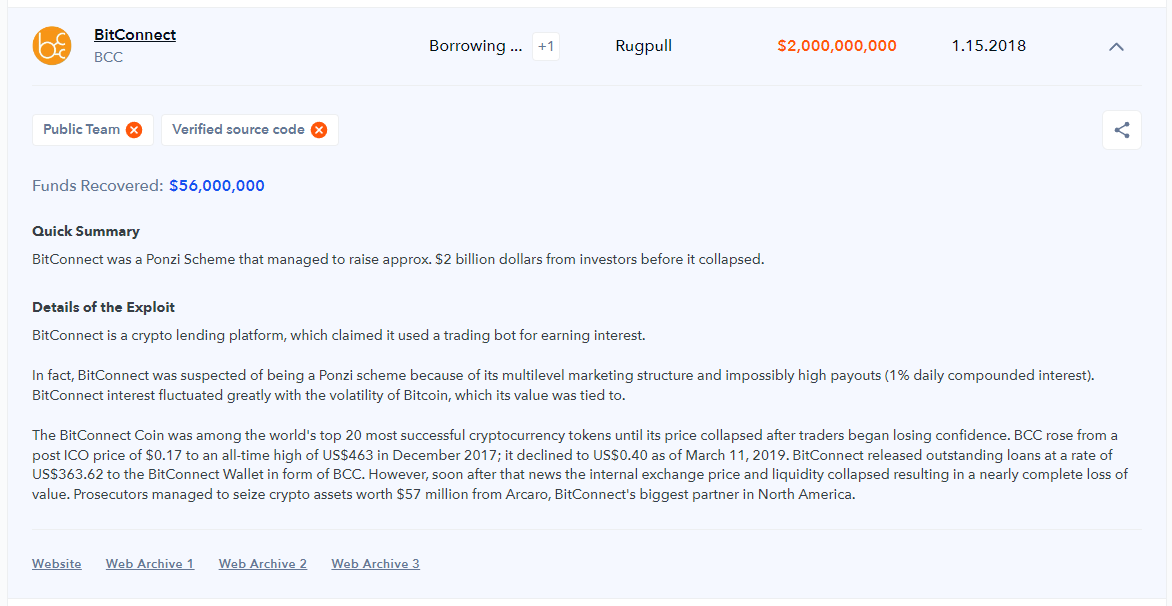 BitConnect
BCC
Borrowing ... +1
Rugpull
$2,000,000,000
1.15.2018
Public Team
Verified source code
Funds Recovered: $56,000,000
Quick Summary
BitConnect was a Ponzi Scheme that managed to raise approx. $2 billion dollars from investors before it collapsed.
Details of the Exploit
BitConnect is a crypto lending platform, which claimed it used a trading bot for earning interest.
In fact, BitConnect was suspected of being a Ponzi scheme because of its multilevel marketing structure and impossibly high payouts (1% daily compounded interest).
BitConnect interest fluctuated greatly with the volatility of Bitcoin, which its value was tied to.
The BitConnect Coin was among the world's top 20 most successful cryptocurrency tokens until its price collapsed after traders began losing confidence. BCC rose from a
post ICO price of $0.17 to an all-time high of US$463 in December 2017; it declined to US$0.40 as of March 11, 2019. BitConnect released outstanding loans at a rate of
US$363.62 to the BitConnect Wallet in form of BCC. However, soon after that news the internal exchange price and liquidity collapsed resulting in a nearly complete loss of
value. Prosecutors managed to seize crypto assets worth $57 million from Arcaro, BitConnect's biggest partner in North America.
Website Web Archive 1 Web Archive 2 Web Archive 3